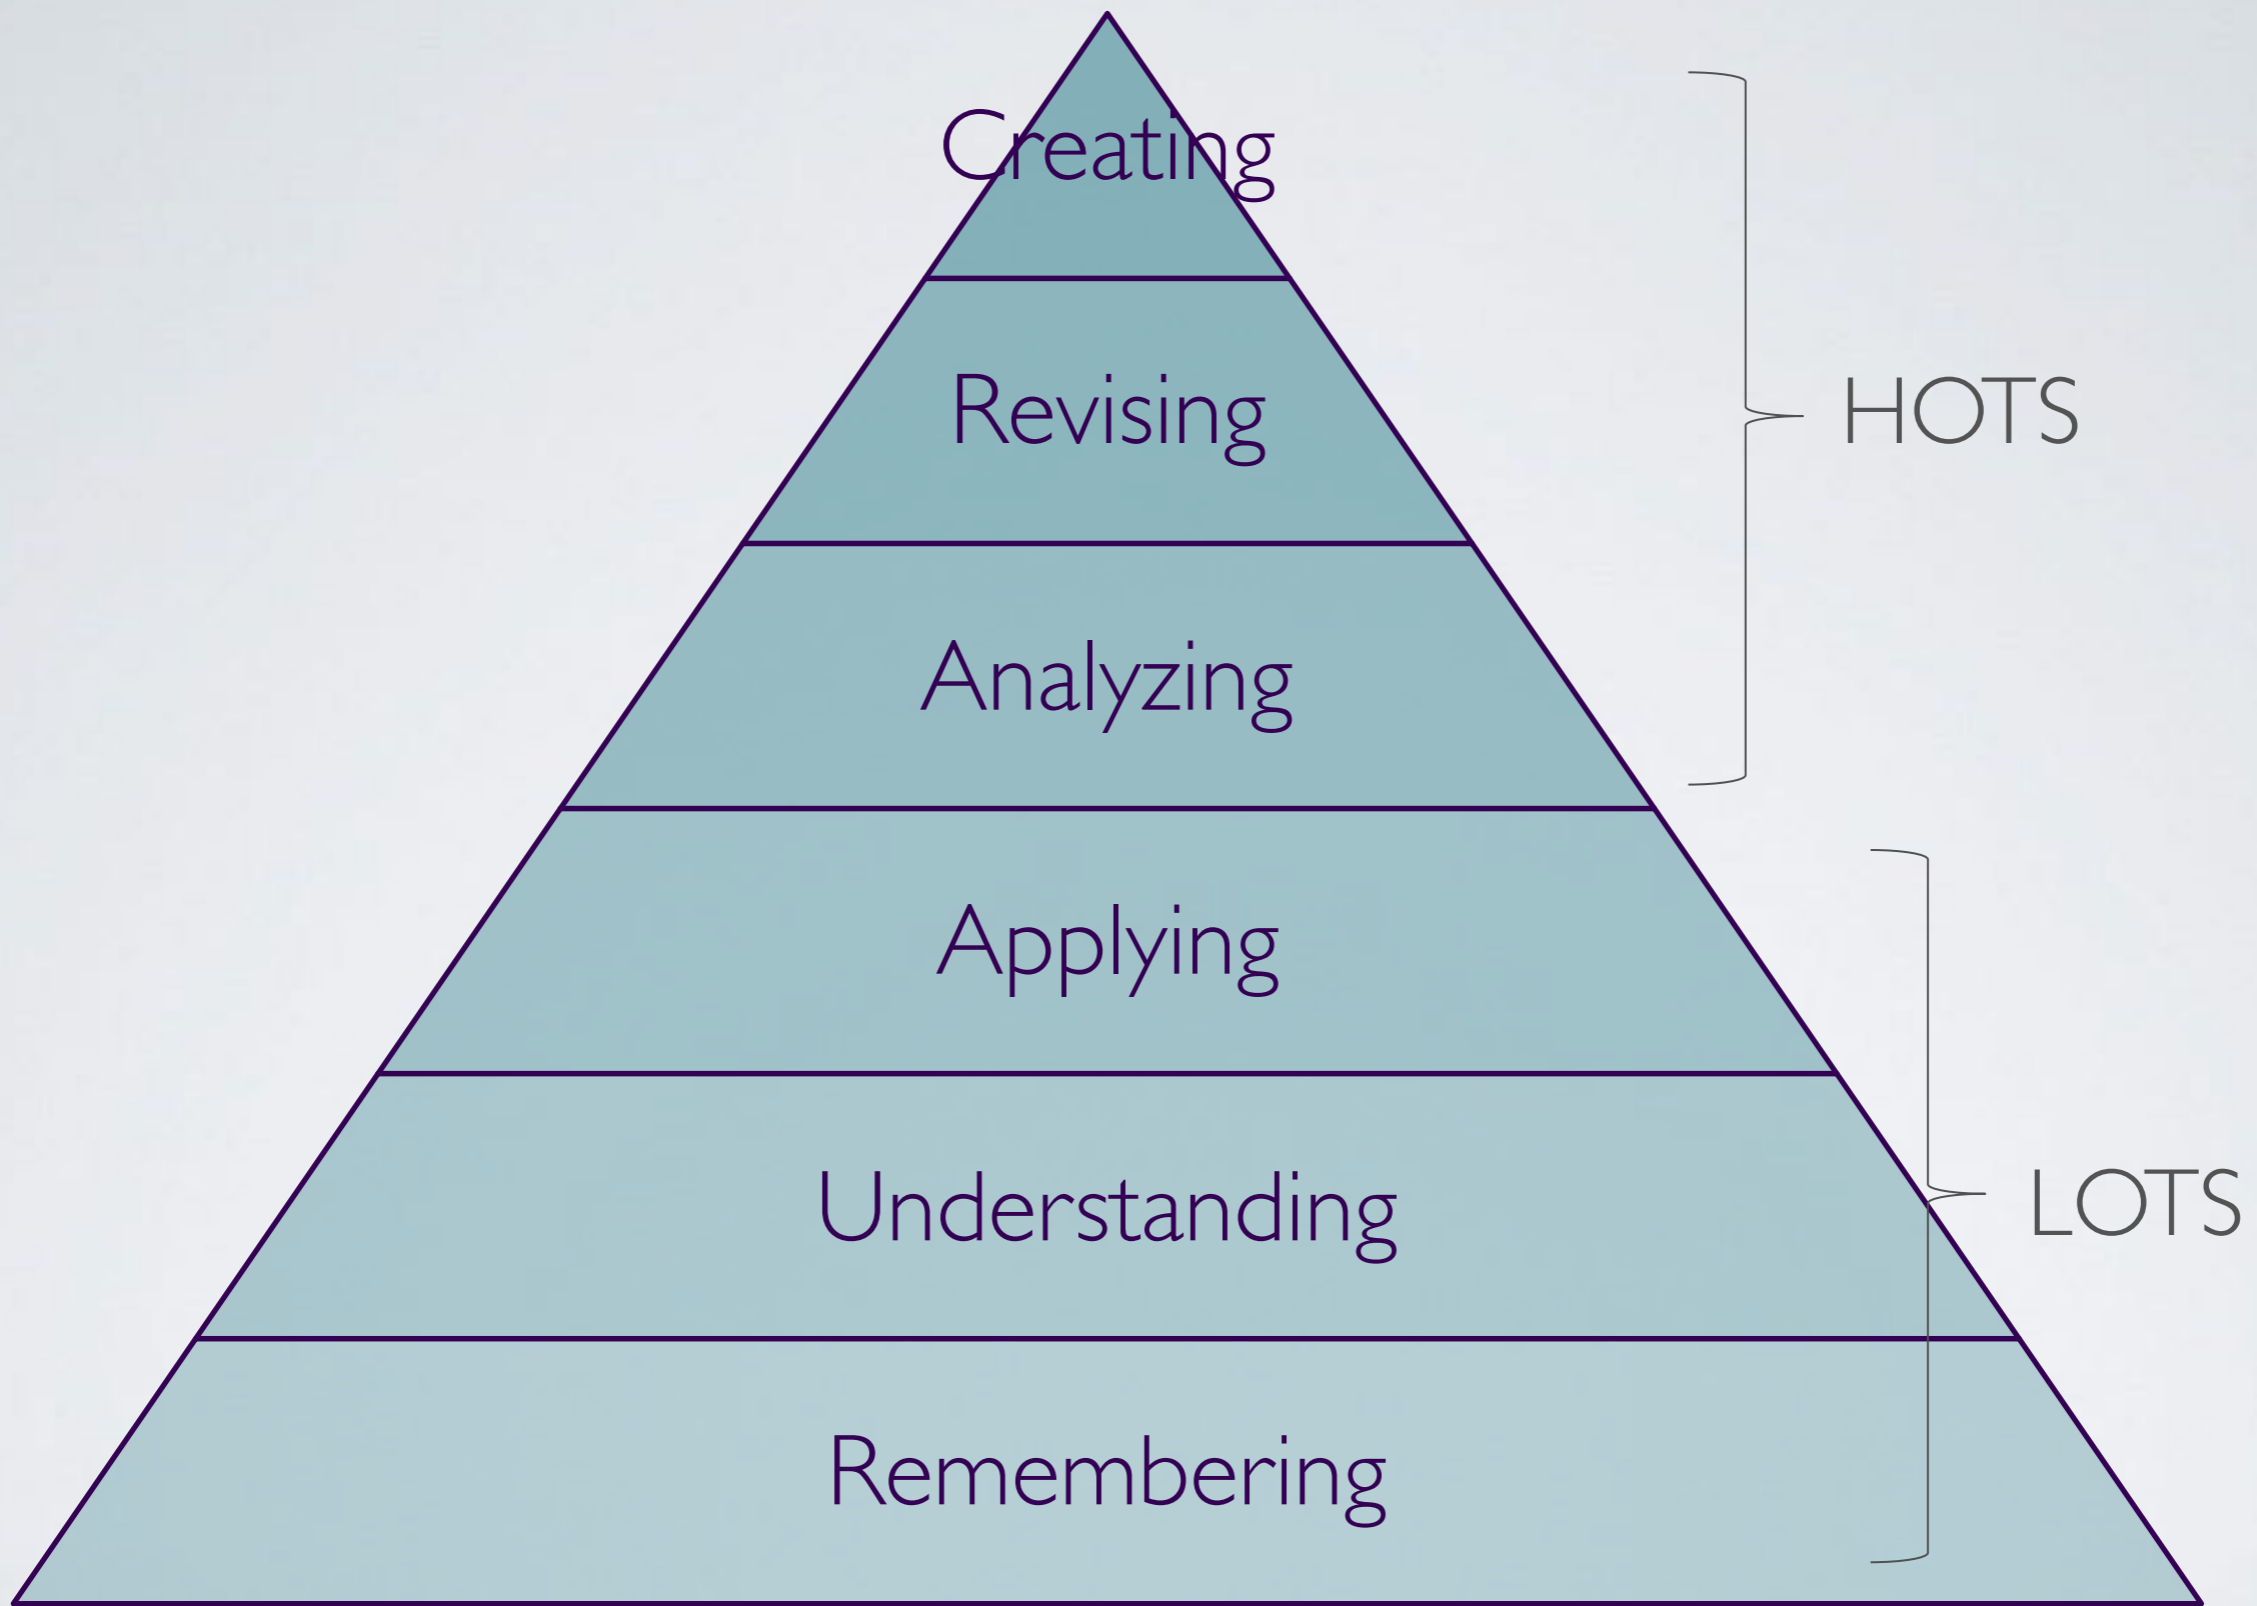 Creating
Revising
HOTS
Analyzing
Applying
Understanding
LOTS
Remembering